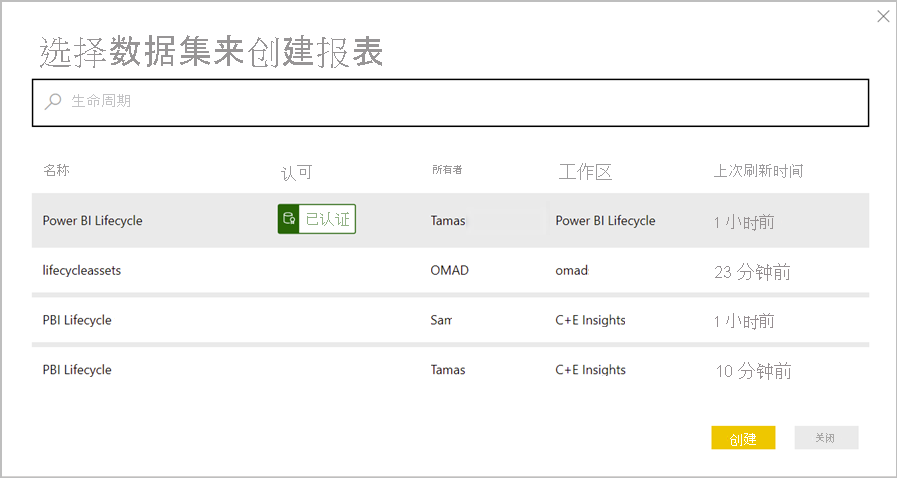 选择数据集来创建报表
生命周期
名称 认可 所有者 工作区 上次刷新时间
Power BI Lifecycle 已认证 Tamas Power BI Lifecycle 1 小时前
lifecycleassets OMAD omad 23 分钟前
PBI Lifecycle Sam C+E Insights 1 小时前
PBI Lifecycle Tamas C+E Insights 10 分钟前
创建 关闭